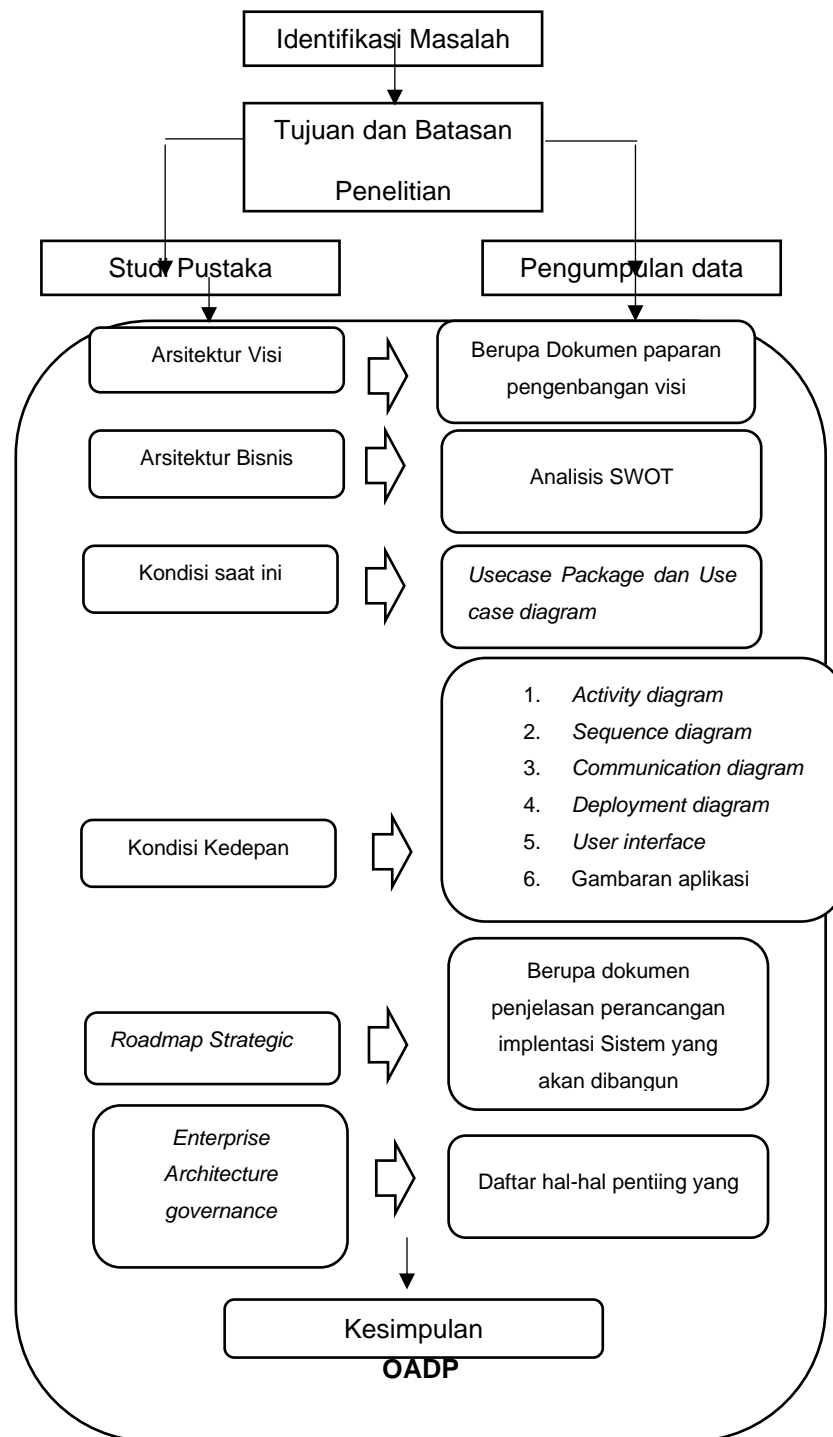 Identifikasi Masalah
Tujuan dan Batasan
Penelitian
Studi Pustaka
Pengumpulan data
Arsitektur Visi
Berupa Dokumen paparan
pengenbangan visi
Arsitektur Bisnis
Analisis SWOT
Kondisi saat ini
Usecase Package dan Use
case diagram
Kondisi Kedepan
1. Activity diagram
2. Sequence diagram
3. Communication diagram
4. Deployment diagram
5. User interface
6. Gambaran aplikasi
Roadmap Strategic
Berupa dokumen
penjelasan perancangan
implentasi Sistem yang
akan dibangun
Enterprise
Architecture
governance
Daftar hal-hal pentiing yang
Kesimpulan
OADP